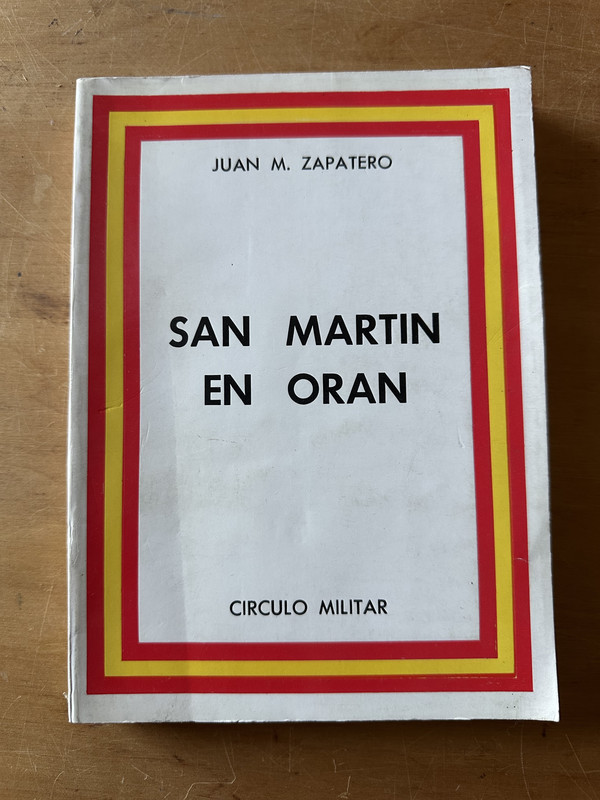 JUAN M. ZAPATERO
SAN MARTIN
EN ORAN
CIRCULO MILITAR